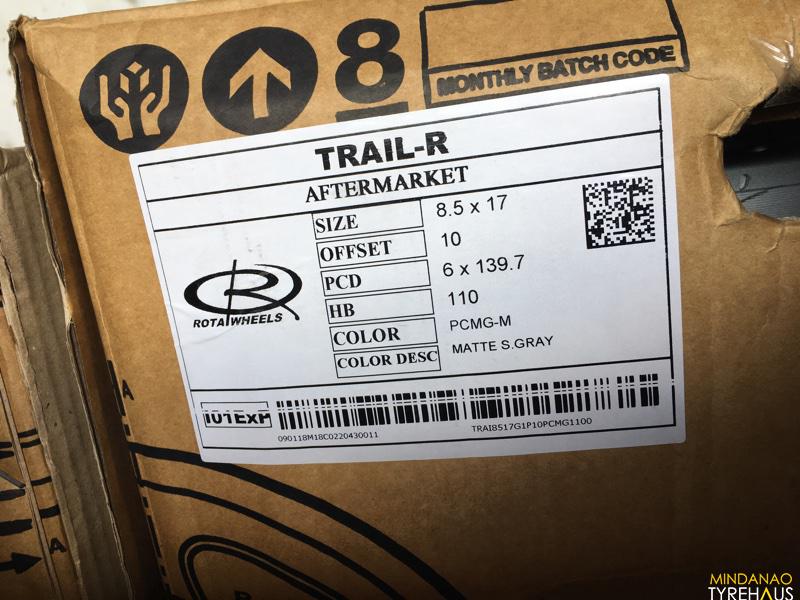 8
MONTHLY BATCH CODE
TRAIL-R
AFTERMARKET
SIZE 8.5 x 17
OFFSET 10
PCD 6 x 139.7
HB 110
COLOR PCMG-M
COLOR DESC MATTE S.GRAY
ROTA WHEELS
101EXP
090118M18C0220430011
TRAI8517G1P10PCMG1100
A
A
MINDANAO
TYREHAUS